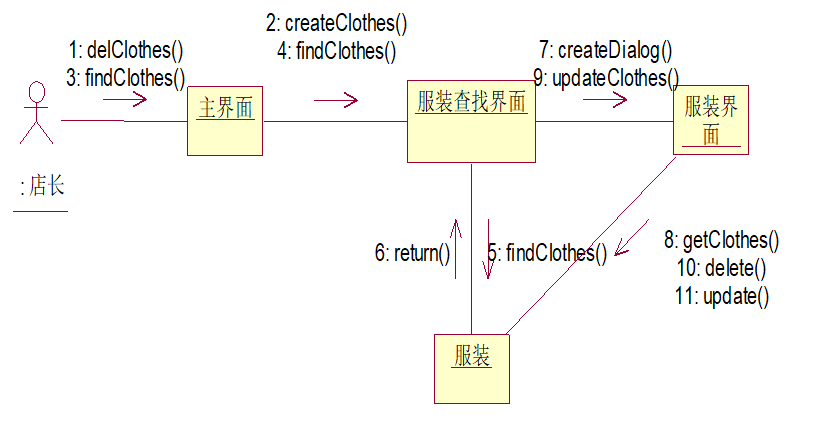 1: delClothes()
3: findClothes()
2: createClothes()
4: findClothes()
7: createDialog()
9: updateClothes()
主界面
服装查找界面
服装界
面
: 店长
6: return()
5: findClothes()
8: getClothes()
10: delete()
11: update()
服装